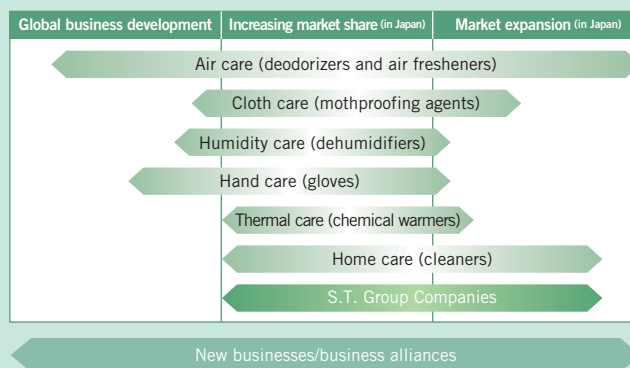 Global business development
Increasing market share (in Japan)
Market expansion (in Japan)
Air care (deodorizers and air fresheners)
Cloth care (mothproofing agents)
Humidity care (dehumidifiers)
Hand care (gloves)
Thermal care (chemical warmers)
Home care (cleaners)
S.T. Group Companies
New businesses/business alliances